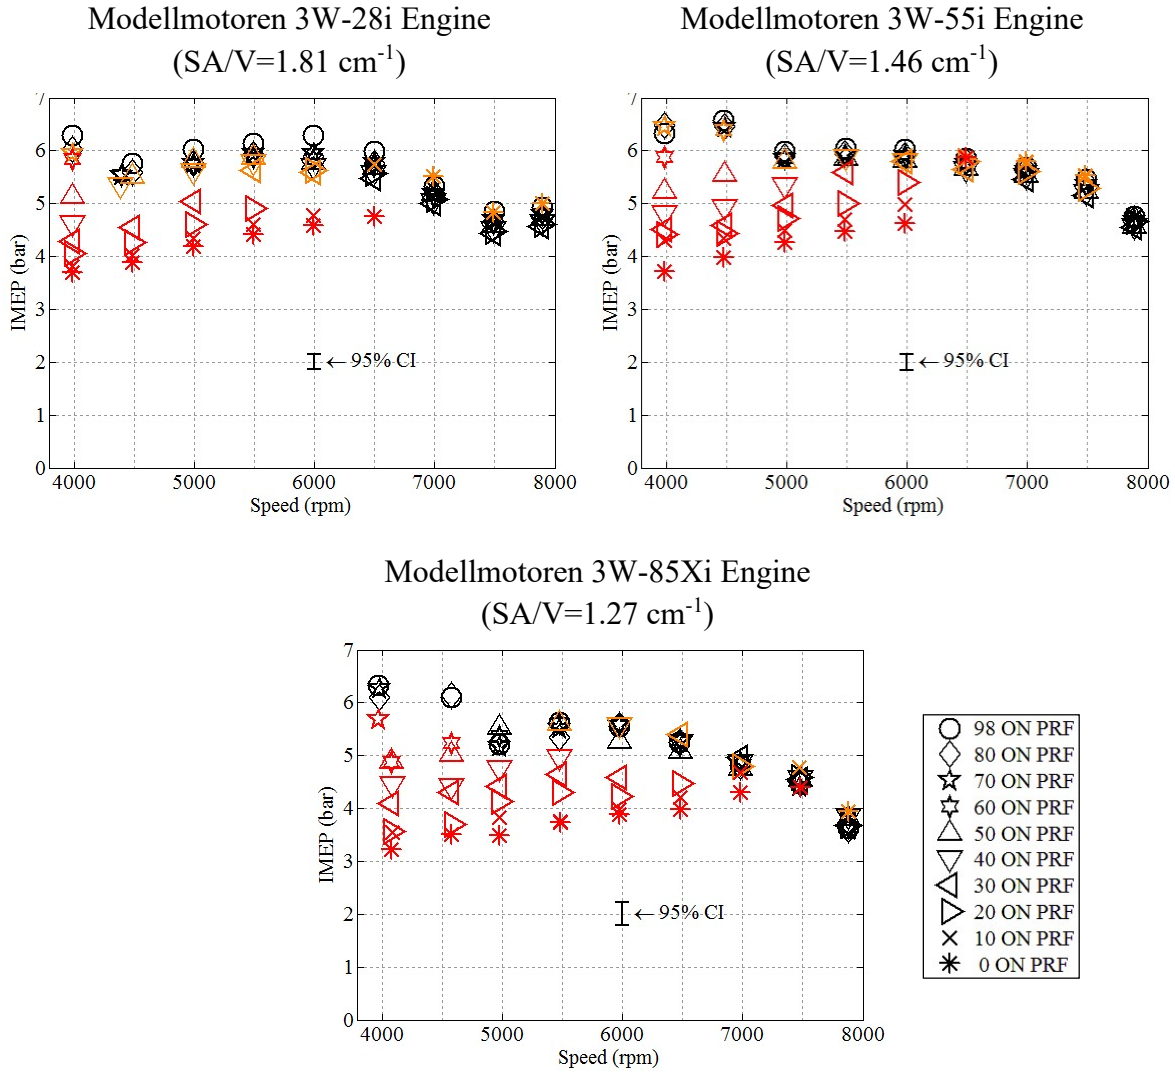 Modellmotoren 3W-28i Engine
(SA/V=1.81 cm-1)
7
6
5
4
3
2
1
0
IMEP (bar)
← 95% CI
4000 5000 6000 7000 8000
Speed (rpm)
Modellmotoren 3W-55i Engine
(SA/V=1.46 cm-1)
7
6
5
4
3
2
1
0
IMEP (bar)
← 95% CI
4000 5000 6000 7000 8000
Speed (rpm)
Modellmotoren 3W-85Xi Engine
(SA/V=1.27 cm-1)
7
6
5
4
3
2
1
0
IMEP (bar)
← 95% CI
4000 5000 6000 7000 8000
Speed (rpm)
98 ON PRF
80 ON PRF
70 ON PRF
60 ON PRF
50 ON PRF
40 ON PRF
30 ON PRF
20 ON PRF
10 ON PRF
0 ON PRF